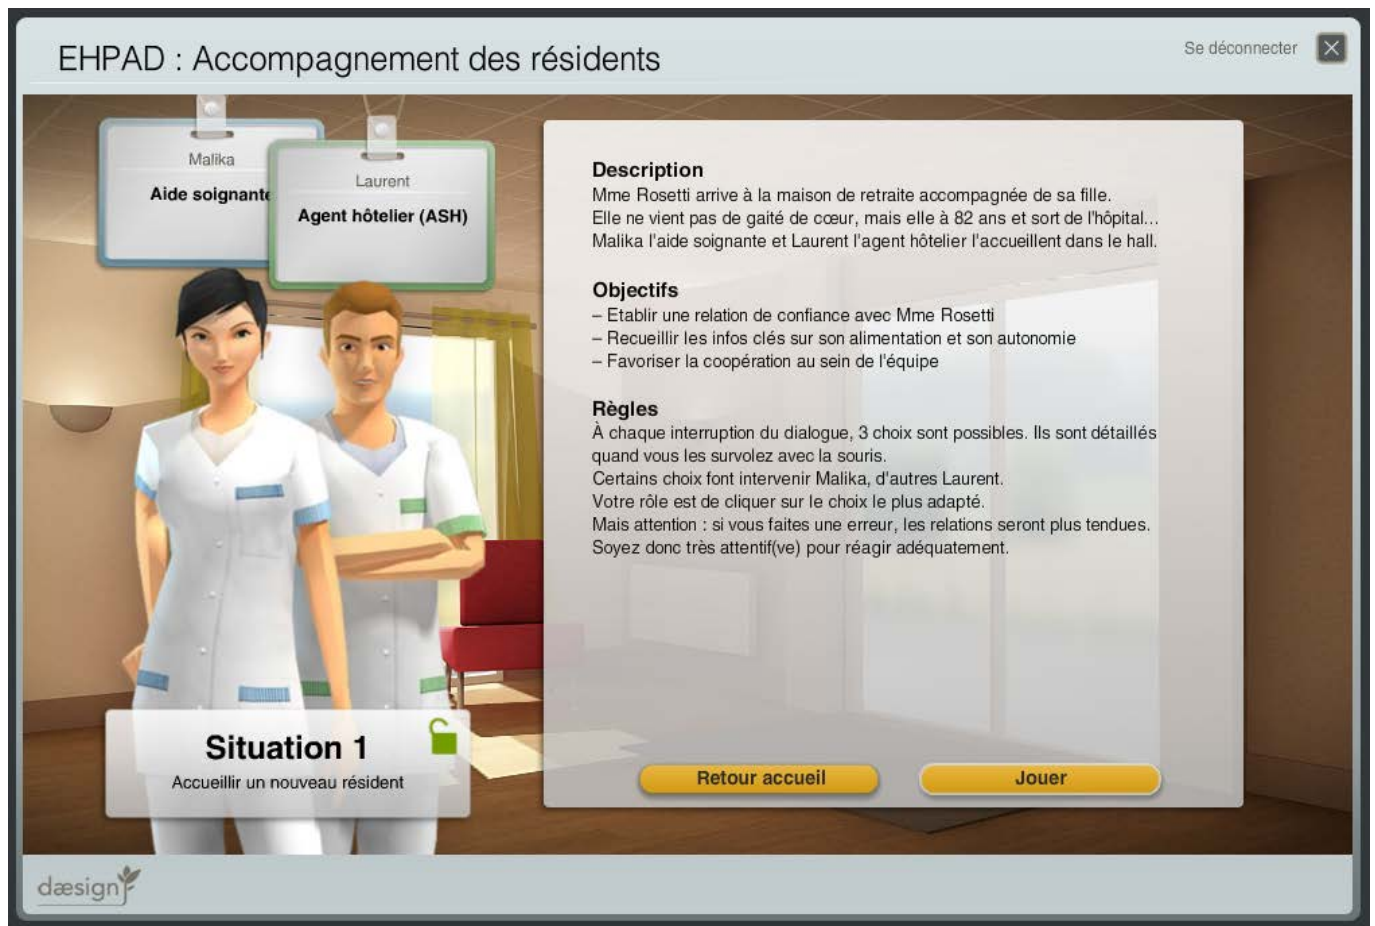 EHPAD : Accompagnement des résidents
Se déconnecter
Malika
Aide soignante
Laurent
Agent hôtelier (ASH)
Description
Mme Rosetti arrive à la maison de retraite accompagnée de sa fille.
Elle ne vient pas de gaité de cœur, mais elle à 82 ans et sort de l'hôpital...
Malika l'aide soignante et Laurent l'agent hôtelier l'accueillent dans le hall.
Objectifs
– Etablir une relation de confiance avec Mme Rosetti
– Recueillir les infos clés sur son alimentation et son autonomie
– Favoriser la coopération au sein de l'équipe
Règles
À chaque interruption du dialogue, 3 choix sont possibles. Ils sont détaillés
quand vous les survolez avec la souris.
Certains choix font intervenir Malika, d'autres Laurent.
Votre rôle est de cliquer sur le choix le plus adapté.
Mais attention : si vous faites une erreur, les relations seront plus tendues.
Soyez donc très attentif(ve) pour réagir adéquatement.
Situation 1
Accueillir un nouveau résident
Retour accueil
Jouer
dæsign